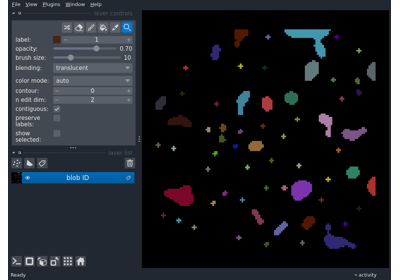 File View Plugins Window Help
layer controls
label: 1
opacity: 0.70
brush size: 10
blending: translucent
color mode: auto
contour: 0
n edit dim: 2
contiguous:
preserve
labels:
show
selected:
layer list
blob ID
Ready
activity